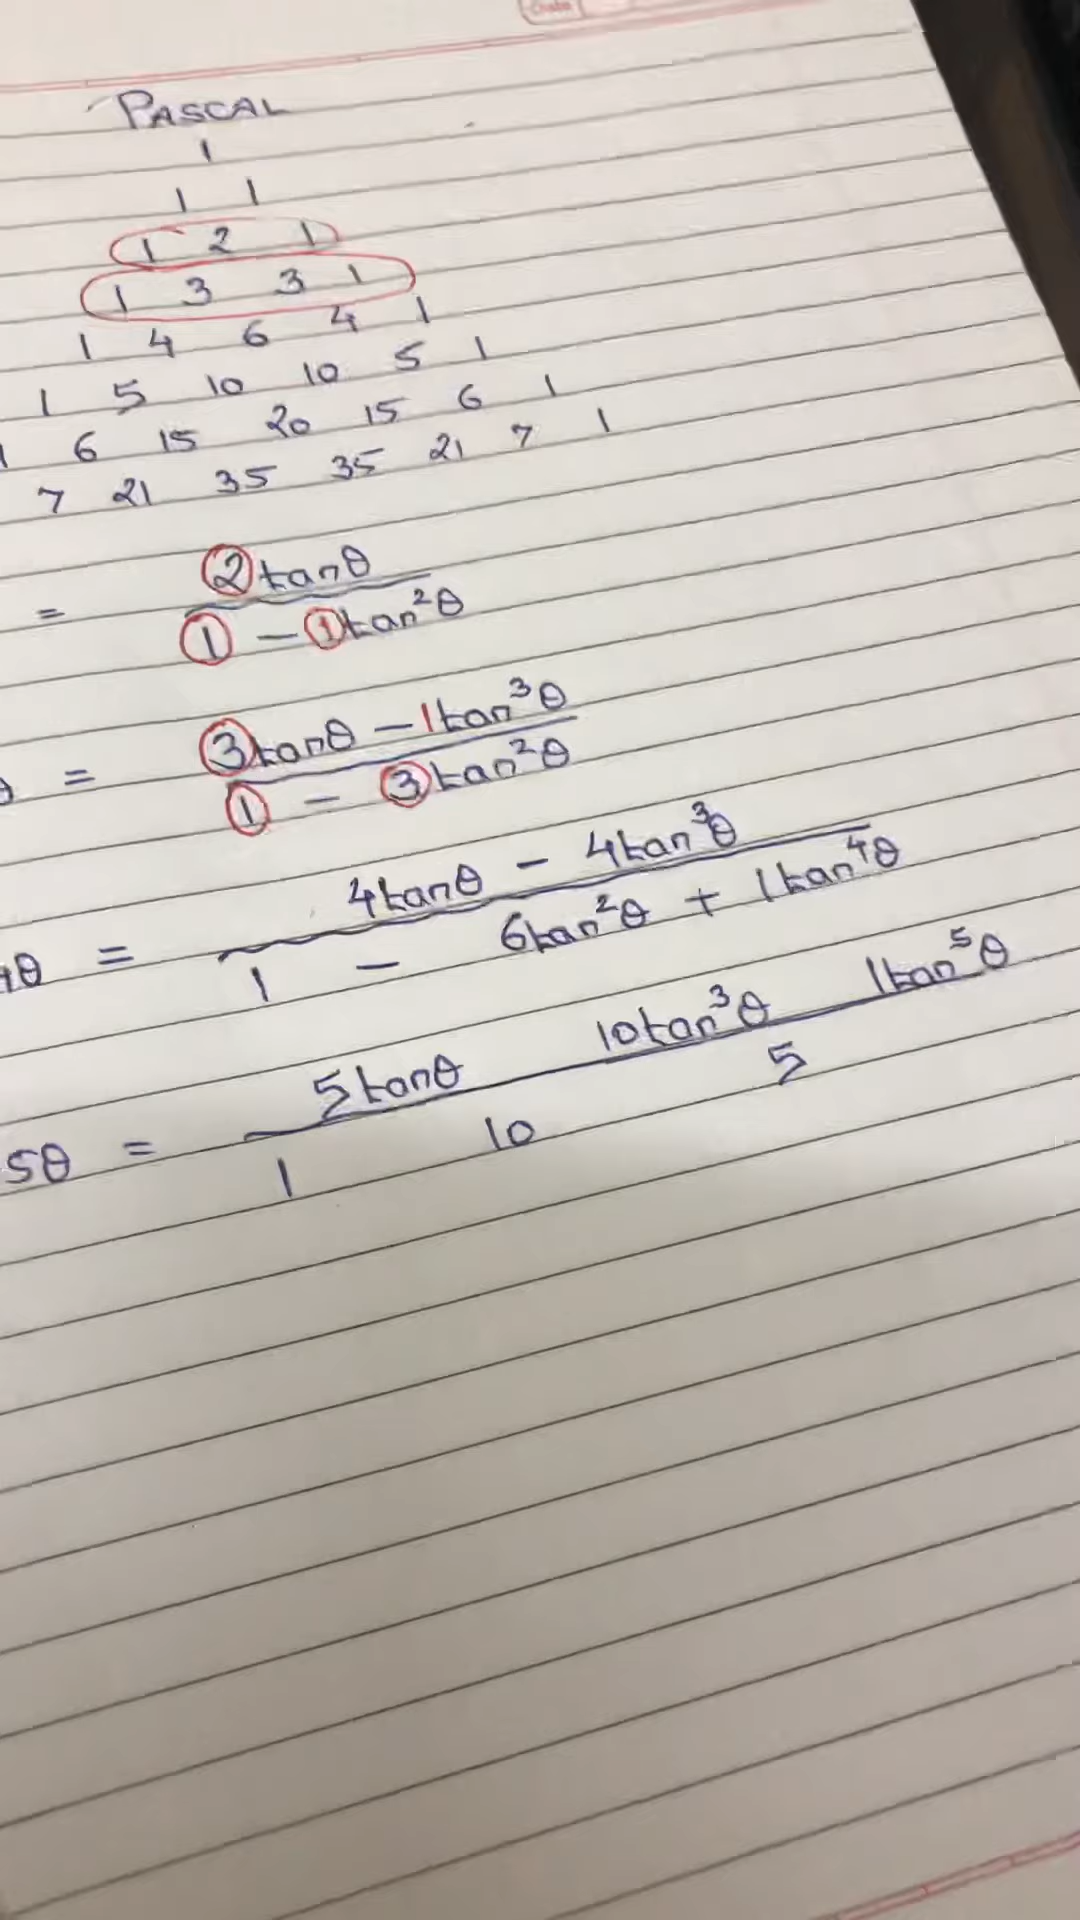 PASCAL
1
1 1
1 2 1
1 3 3 1
1 4 6 4 1
1 5 10 10 5 1
1 6 15 20 15 6 1
7 21 35 35 21 7 1
= 2tanθ
1 - 1tan²θ
θ = 3tanθ - 1tan³θ
1 - 3tan²θ
4θ = 4tanθ - 4tan³θ
1 - 6tan²θ + 1tan⁴θ
5θ = 5tanθ 10tan³θ 1tan⁵θ
1 10 5